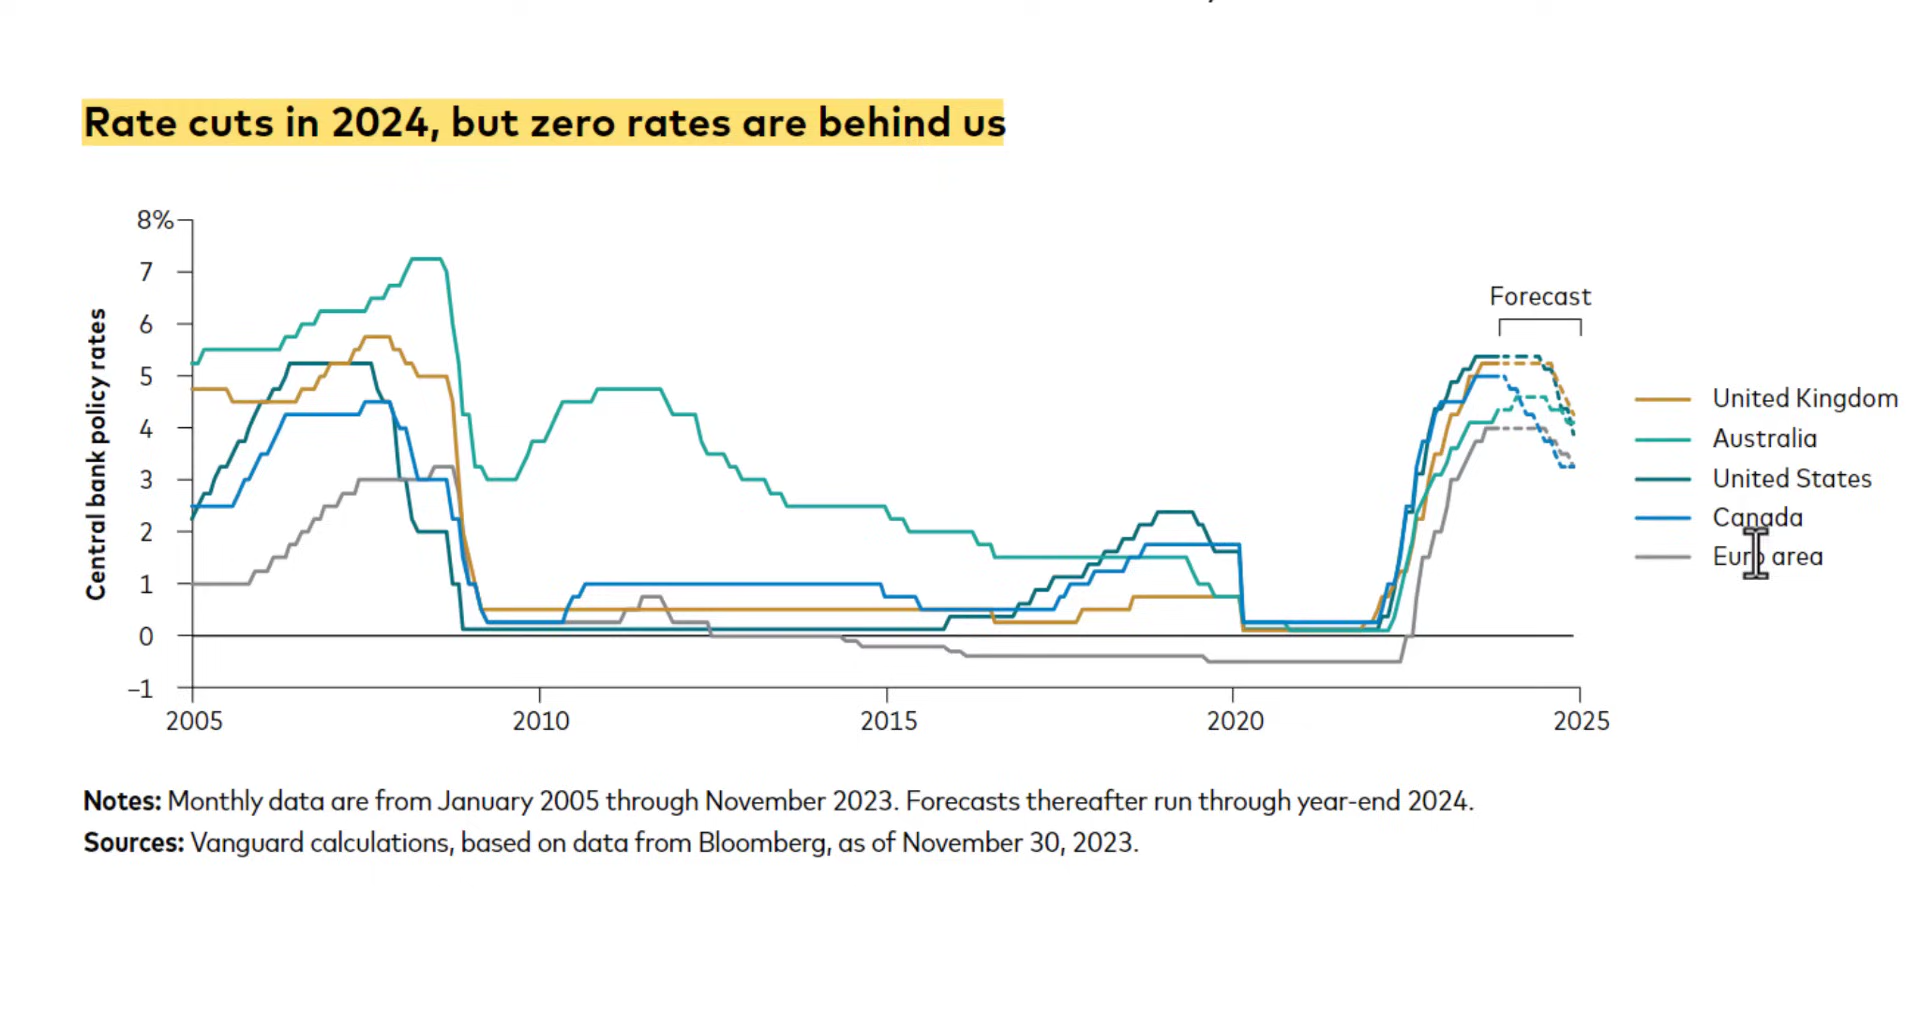 Rate cuts in 2024, but zero rates are behind us
8%
7
6
5
4
3
2
1
0
–1
Central bank policy rates
2005
2010
2015
2020
2025
Forecast
United Kingdom
Australia
United States
Canada
Euro area
Notes: Monthly data are from January 2005 through November 2023. Forecasts thereafter run through year-end 2024.
Sources: Vanguard calculations, based on data from Bloomberg, as of November 30, 2023.